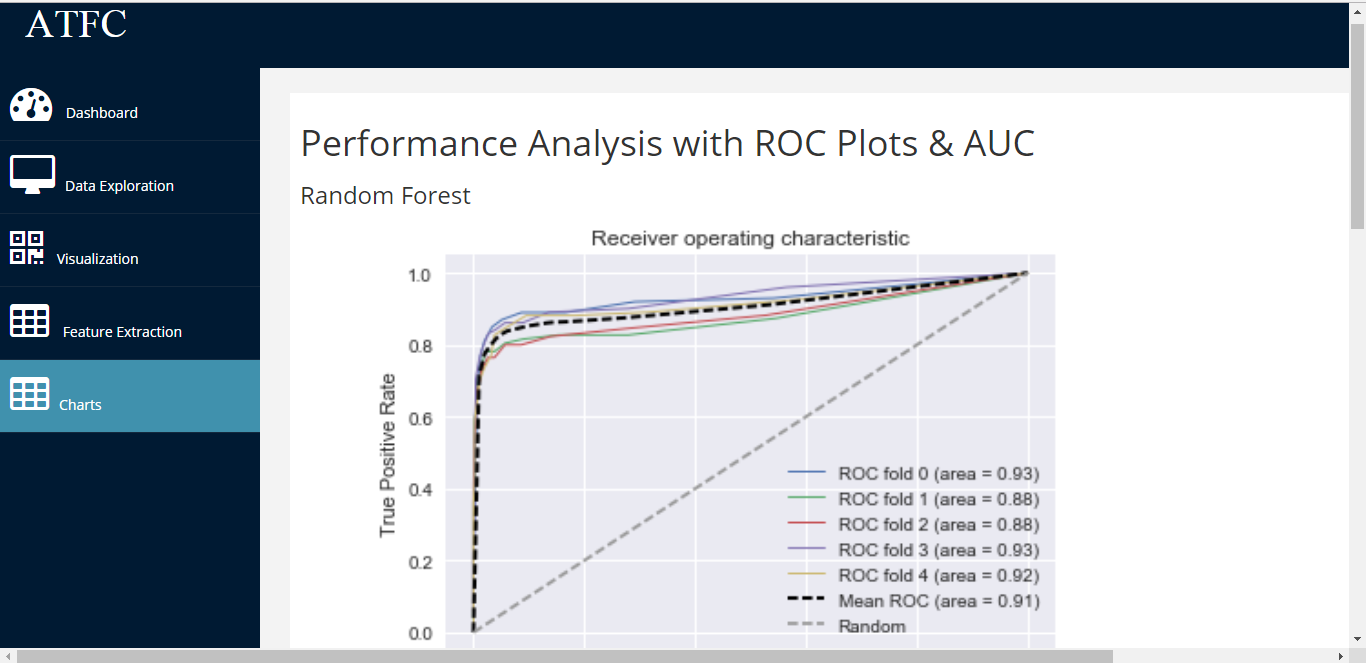 ATFC
Dashboard
Data Exploration
Visualization
Feature Extraction
Charts
Performance Analysis with ROC Plots & AUC
Random Forest
Receiver operating characteristic
1.0
0.8
0.6
0.4
0.2
0.0
True Positive Rate
ROC fold 0 (area = 0.93)
ROC fold 1 (area = 0.88)
ROC fold 2 (area = 0.88)
ROC fold 3 (area = 0.93)
ROC fold 4 (area = 0.92)
Mean ROC (area = 0.91)
Random